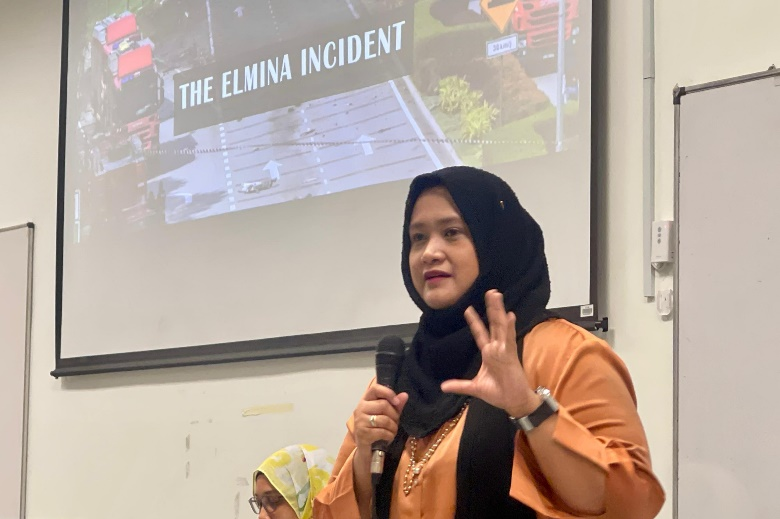 THE ELMINA INCIDENT